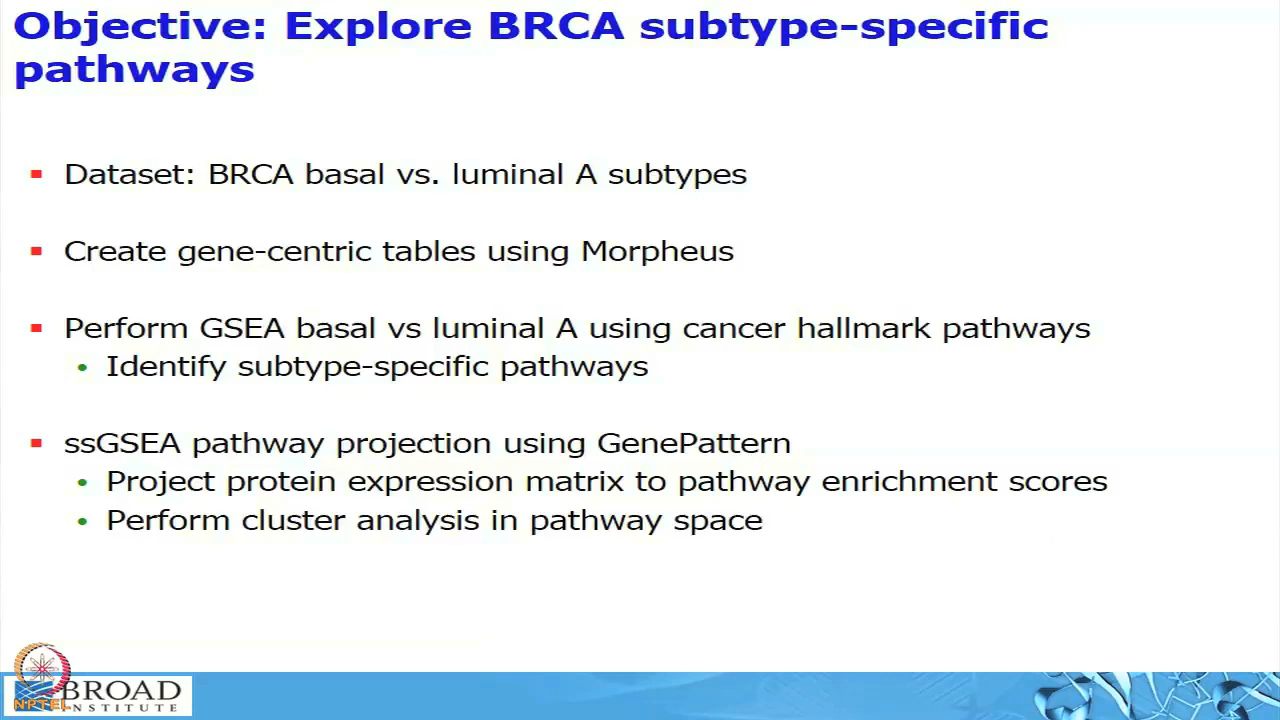 Objective: Explore BRCA subtype-specific
pathways
Dataset: BRCA basal vs. luminal A subtypes
Create gene-centric tables using Morpheus
Perform GSEA basal vs luminal A using cancer hallmark pathways
Identify subtype-specific pathways
ssGSEA pathway projection using GenePattern
Project protein expression matrix to pathway enrichment scores
Perform cluster analysis in pathway space
BROAD
INSTITUTE
NPTEL